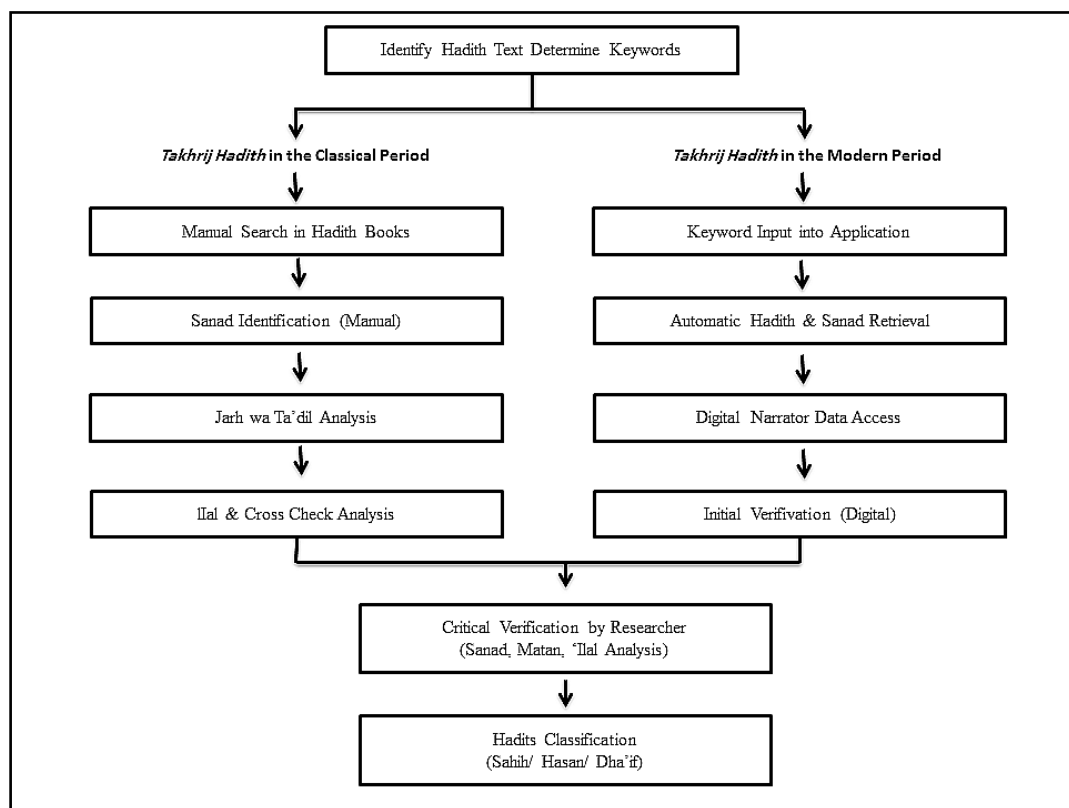 Identify Hadith Text Determine Keywords
Takhrij Hadith in the Classical Period
Manual Search in Hadith Books
Sanad Identification (Manual)
Jarh wa Ta’dil Analysis
lIal & Cross Check Analysis
Takhrij Hadith in the Modern Period
Keyword Input into Application
Automatic Hadith & Sanad Retrieval
Digital Narrator Data Access
Initial Verifivation (Digital)
Critical Verification by Researcher
(Sanad, Matan, ‘Ilal Analysis)
Hadits Classification
(Sahih/ Hasan/ Dha’if)